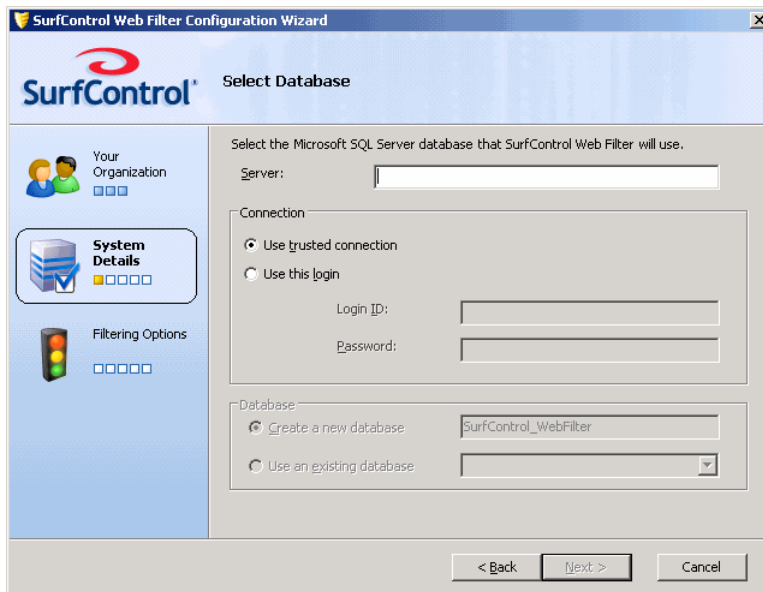 SurfControl Web Filter Configuration Wizard
SurfControl
Select Database
Your
Organization
System
Details
Filtering Options
Select the Microsoft SQL Server database that SurfControl Web Filter will use.
Server:
Connection
Use trusted connection
Use this login
Login ID:
Password:
Database
Create a new database
SurfControl_WebFilter
Use an existing database
< Back
Next >
Cancel